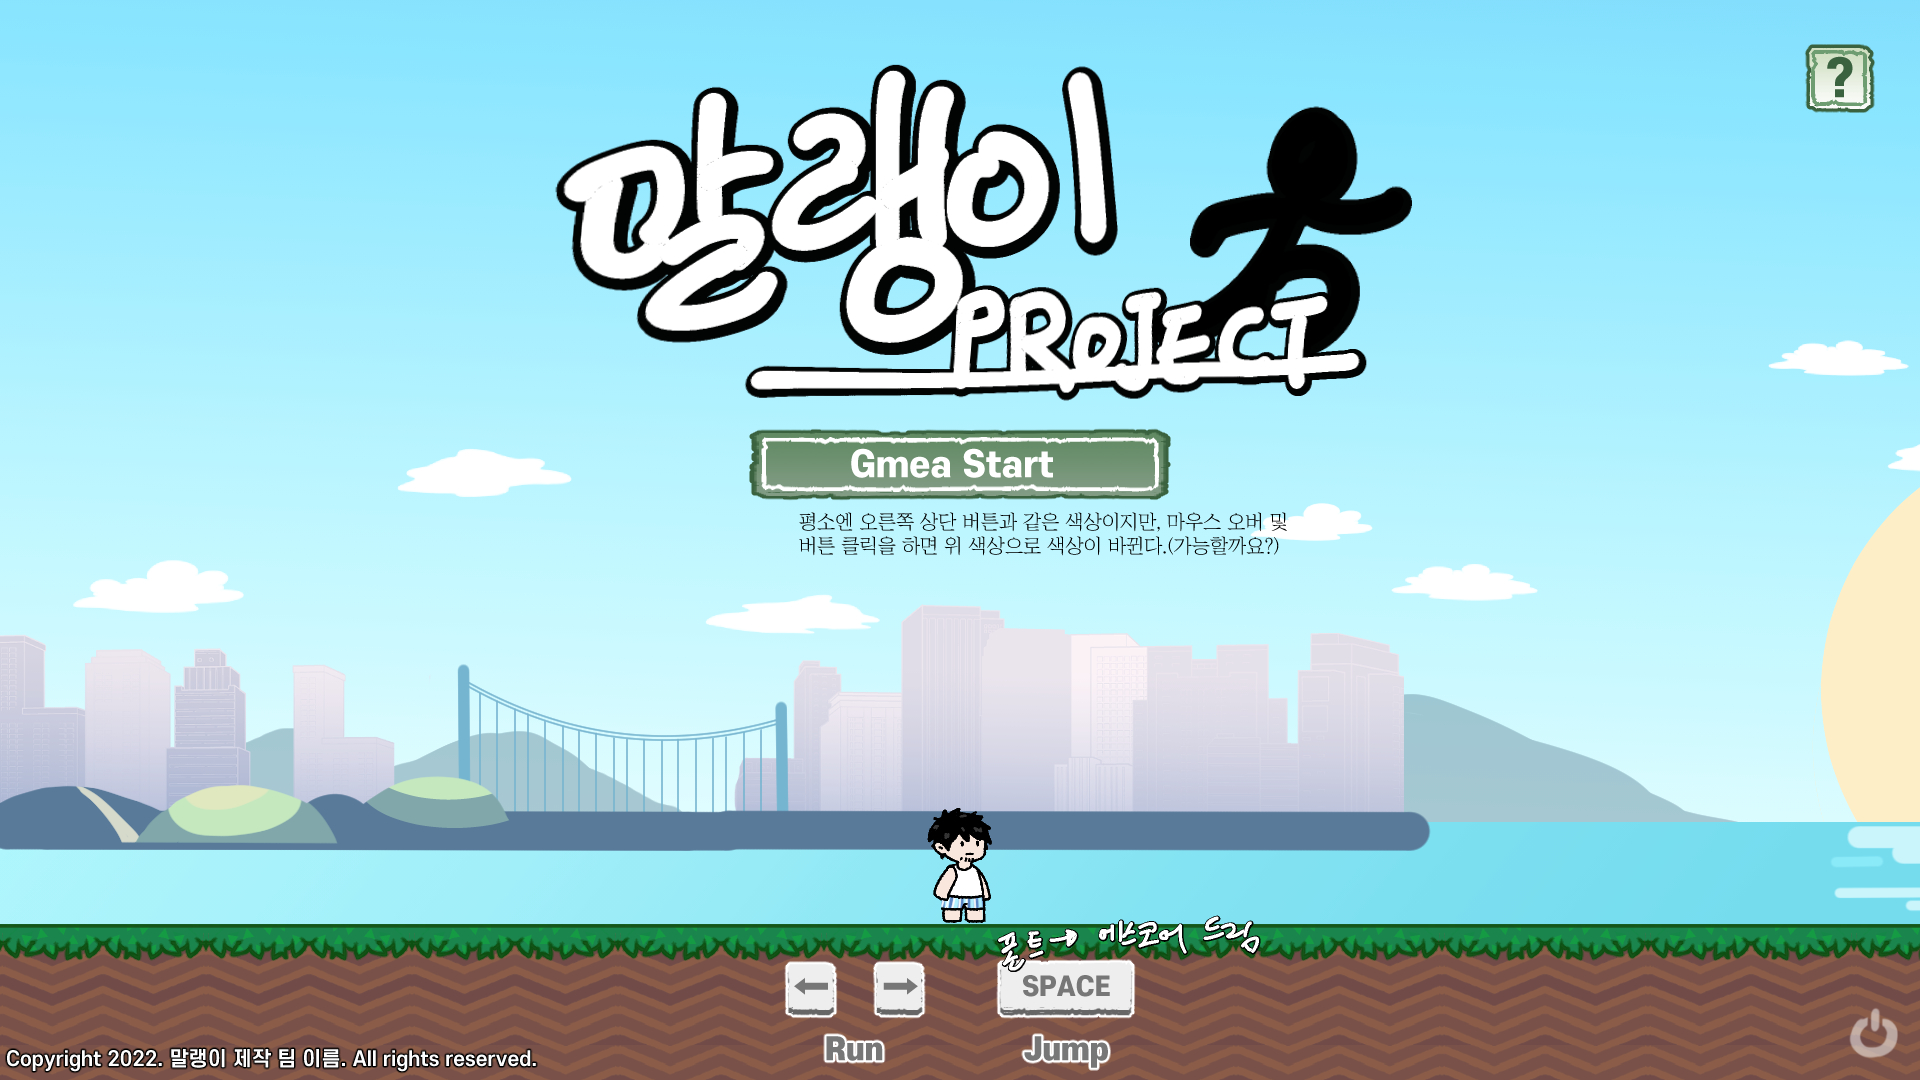 ?
말랭이
PROJECT
Gmea Start
평소엔 오른쪽 상단 버튼과 같은 색상이지만, 마우스 오버 및
버튼 클릭을 하면 위 색상으로 색상이 바뀐다.(가능할까요?)
폰트→ 에스코어 드림
← → SPACE
Run Jump
Copyright 2022. 말랭이 제작 팀 이름. All rights reserved.